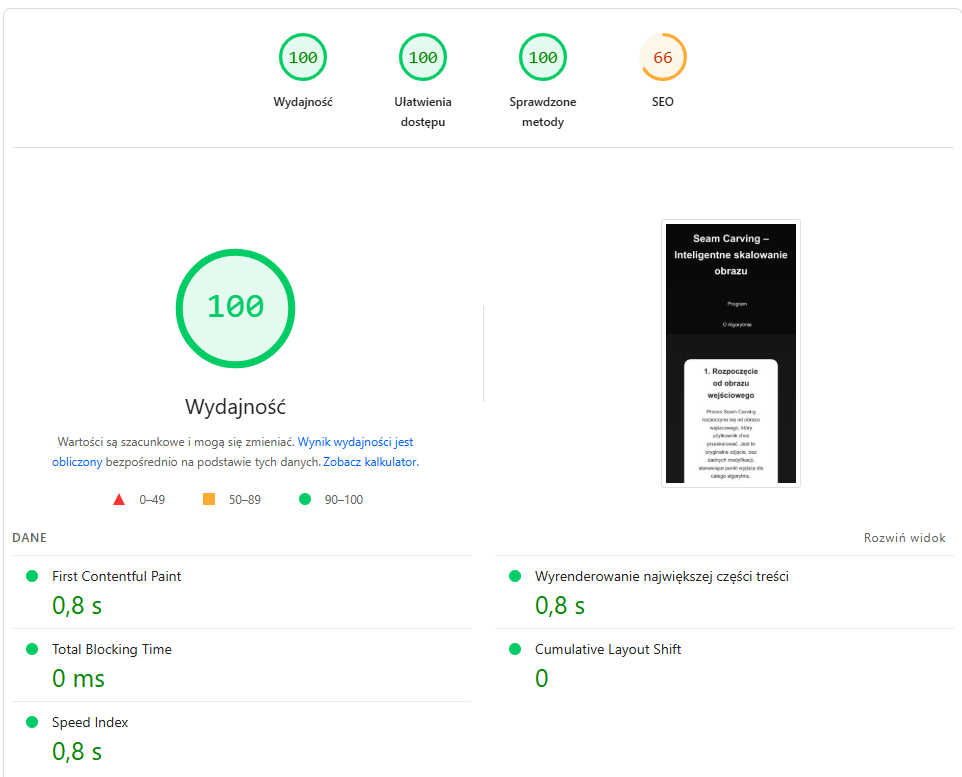 100
100
100
66
Wydajność
Ułatwienia
dostępu
Sprawdzone
metody
SEO
100
Wydajność
Wartości są szacunkowe i mogą się zmieniać. Wynik wydajności jest
obliczony bezpośrednio na podstawie tych danych. Zobacz kalkulator.
0–49
50–89
90–100
Seam Carving –
Inteligentne skalowanie
obrazu
Program
O Algorytmie
1. Rozpoczęcie
od obrazu
wejściowego
Proces Seam Carving
rozpoczyna się od obrazu
wejściowego, który
użytkownik chce
przeskalować. Jest to
oryginalne zdjęcie, bez
żadnych modyfikacji,
stanowiące punkt wyjścia dla
całego algorytmu.
DANE
Rozwiń widok
First Contentful Paint
0,8 s
Wyrenderowanie największej części treści
0,8 s
Total Blocking Time
0 ms
Cumulative Layout Shift
0
Speed Index
0,8 s